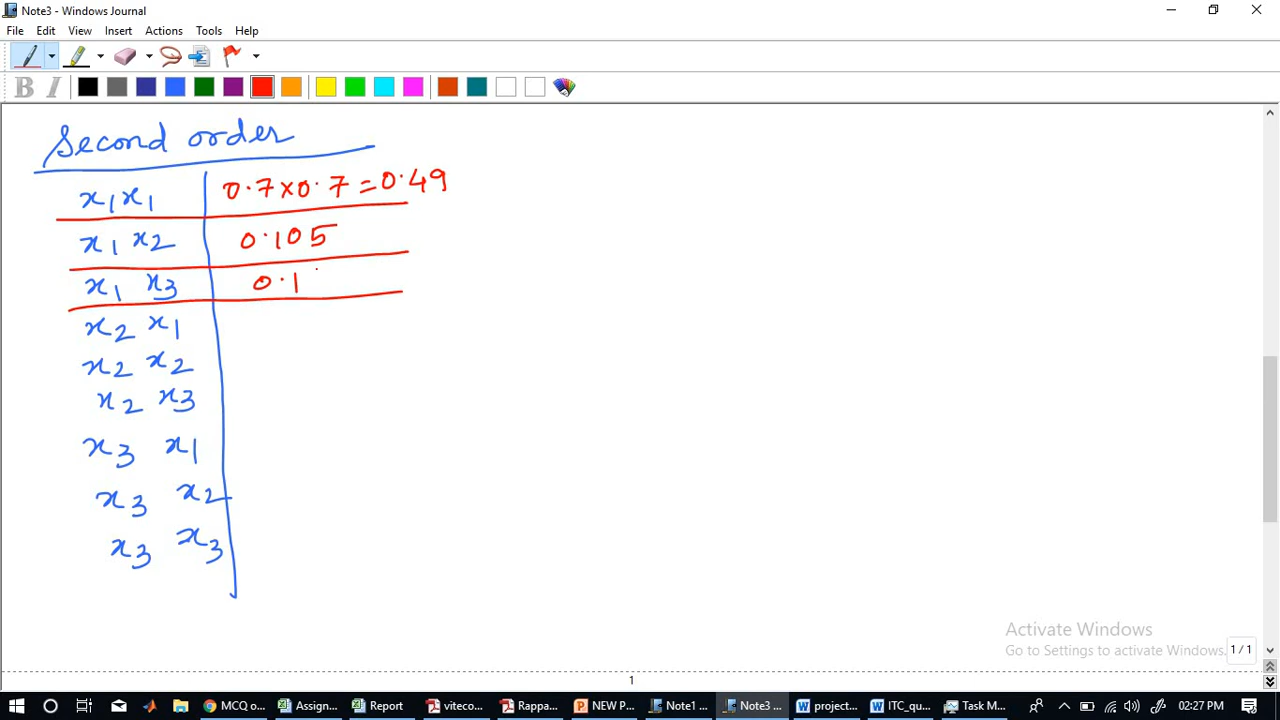 Note3 - Windows Journal
File Edit View Insert Actions Tools Help
B I
Second order
x1x1 0.7×0.7=0.49
x1 x2 0.105
x1 x3 0.1
x2 x1
x2 x2
x2 x3
x3 x1
x3 x2
x3 x3
Activate Windows
Go to Settings to activate Windows.
1 / 1
1
MCQ o... Assign... Report viteco... Rappa... NEW P... Note1 ... Note3 ... project... ITC_qu... Task M... 02:27 PM